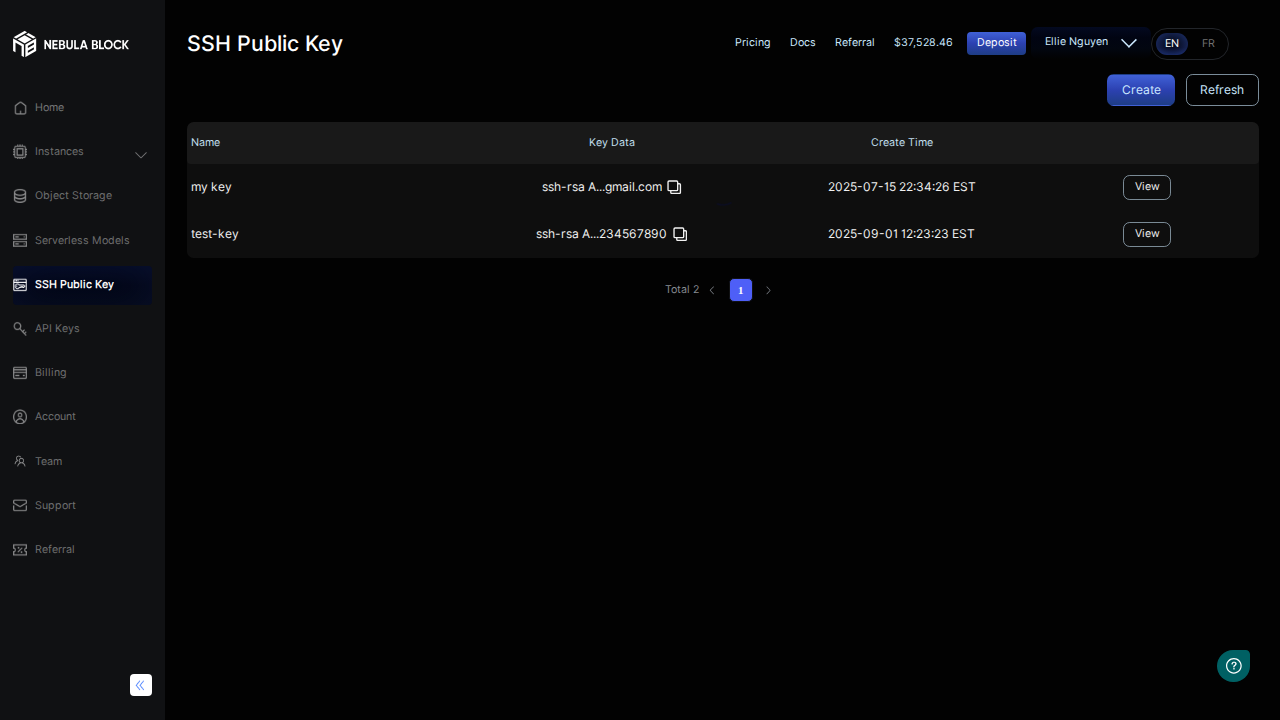 NEBULA BLOCK
SSH Public Key
Pricing Docs Referral $37,528.46 Deposit Ellie Nguyen EN FR
Create Refresh
Home
Instances
Object Storage
Serverless Models
SSH Public Key
API Keys
Billing
Account
Team
Support
Referral
Name Key Data Create Time
my key ssh-rsa A...gmail.com 2025-07-15 22:34:26 EST View
test-key ssh-rsa A...234567890 2025-09-01 12:23:23 EST View
Total 2 1